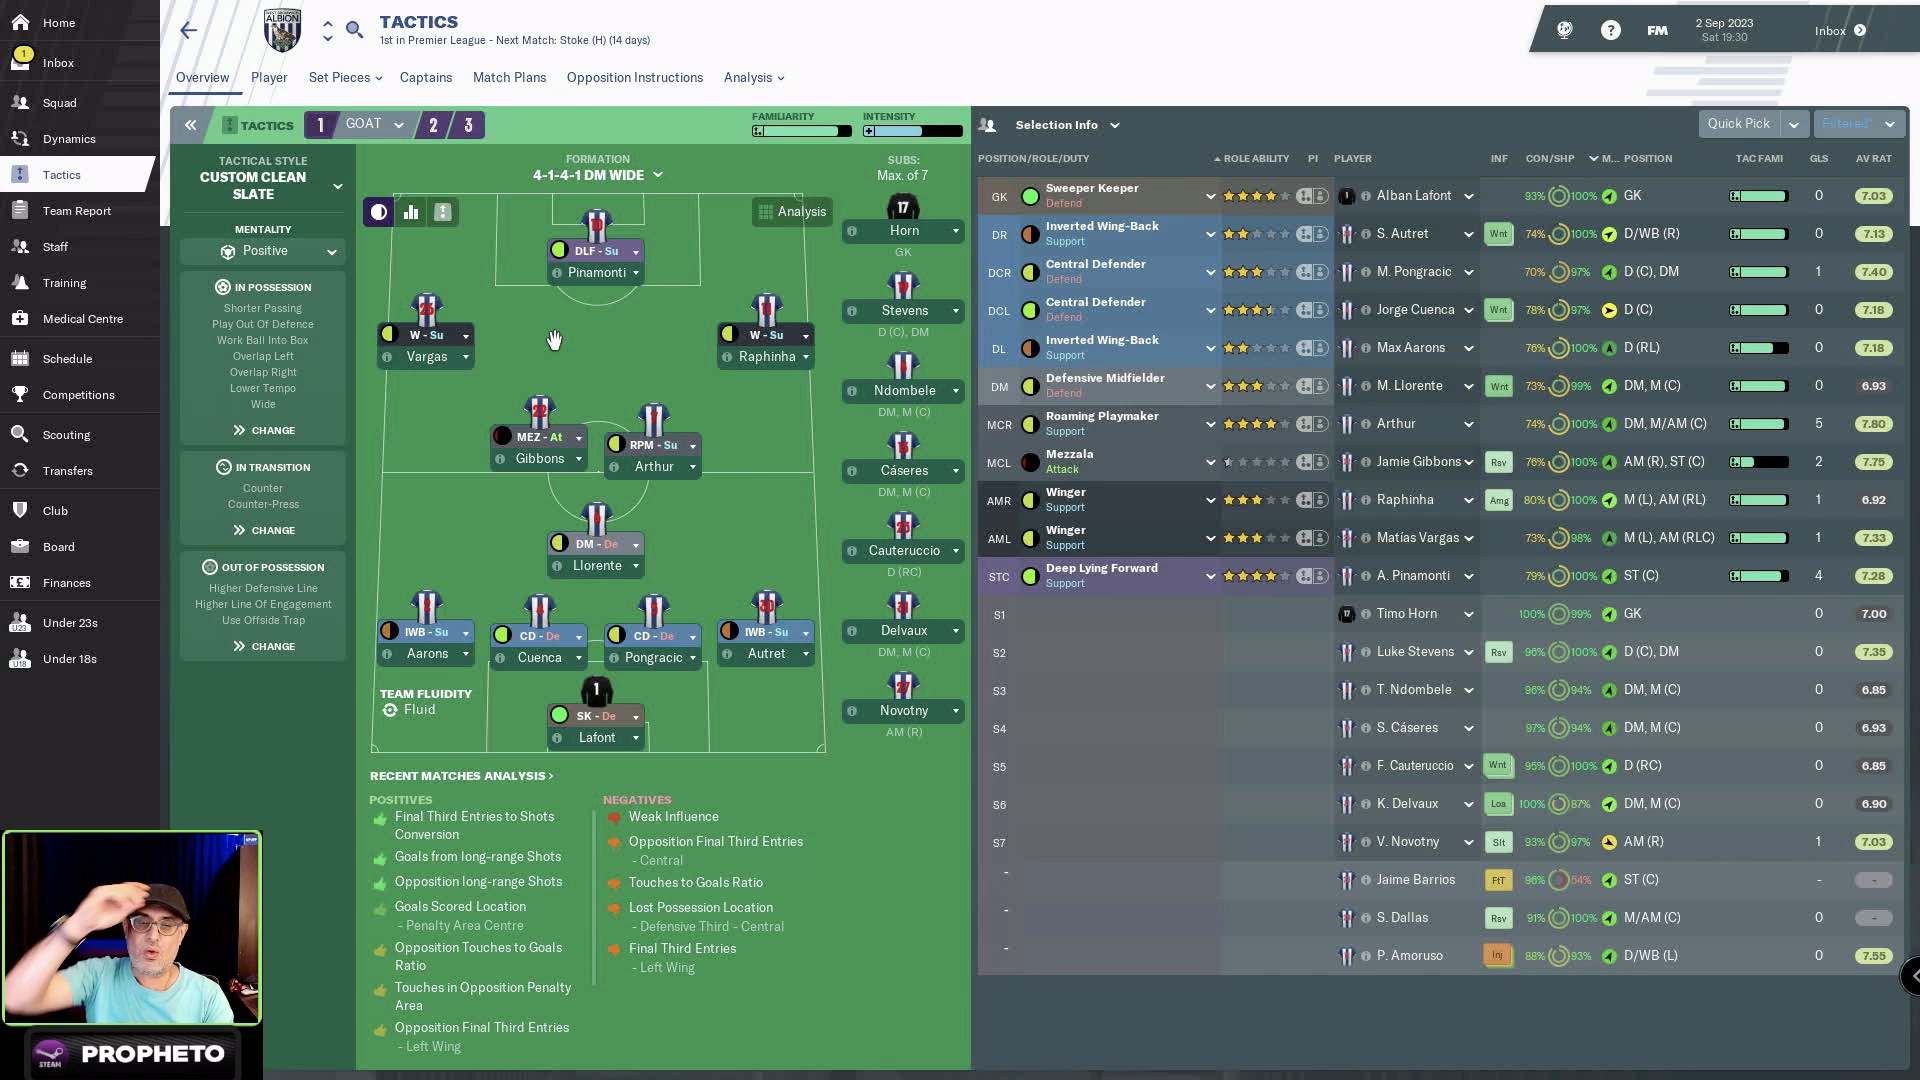 Home
1
Inbox
Squad
Dynamics
Tactics
Team Report
Staff
Training
Medical Centre
Schedule
Competitions
Scouting
Transfers
Club
Board
Finances
U23
Under 23s
U18
Under 18s
STEAM
PROPHETO
TACTICS
1st in Premier League - Next Match: Stoke (H) (14 days)
Overview
Player
Set Pieces
Captains
Match Plans
Opposition Instructions
Analysis
FM
2 Sep 2023
Sat 19:30
Inbox
TACTICS
1
GOAT
2
3
FAMILIARITY
INTENSITY
TACTICAL STYLE
CUSTOM CLEAN
SLATE
MENTALITY
Positive
IN POSSESSION
Shorter Passing
Play Out Of Defence
Work Ball Into Box
Overlap Left
Overlap Right
Lower Tempo
Wide
CHANGE
IN TRANSITION
Counter
Counter-Press
CHANGE
OUT OF POSSESSION
Higher Defensive Line
Higher Line Of Engagement
Use Offside Trap
CHANGE
FORMATION
4-1-4-1 DM WIDE
Analysis
10
DLF - Su
Pinamonti
26
W - Su
Vargas
11
W - Su
Raphinha
22
MEZ - At
Gibbons
7
RPM - Su
Arthur
6
DM - De
Llorente
2
IWB - Su
Aarons
4
CD - De
Cuenca
5
CD - De
Pongracic
30
IWB - Su
Autret
1
SK - De
Lafont
TEAM FLUIDITY
Fluid
SUBS:
Max. of 7
17
Horn
GK
19
Stevens
D (C), DM
Ndombele
DM, M (C)
Cáseres
DM, M (C)
Cauteruccio
D (RC)
31
Delvaux
DM, M (C)
27
Novotny
AM (R)
RECENT MATCHES ANALYSIS >
POSITIVES
Final Third Entries to Shots
Conversion
Goals from long-range Shots
Opposition long-range Shots
Goals Scored Location
- Penalty Area Centre
Opposition Touches to Goals
Ratio
Touches in Opposition Penalty
Area
Opposition Final Third Entries
- Left Wing
NEGATIVES
Weak Influence
Opposition Final Third Entries
- Central
Touches to Goals Ratio
Lost Possession Location
- Defensive Third - Central
Final Third Entries
- Left Wing
Selection Info
Quick Pick
Filtered*
POSITION/ROLE/DUTY ROLE ABILITY PI PLAYER INF CON/SHP M... POSITION TAC FAMI GLS AV RAT
GK Sweeper Keeper Defend Alban Lafont 93% 100% GK 0 7.03
DR Inverted Wing-Back Support S. Autret Wnt 74% 100% D/WB (R) 0 7.13
DCR Central Defender Defend M. Pongracic 70% 97% D (C), DM 1 7.40
DCL Central Defender Defend Jorge Cuenca Wnt 78% 97% D (C) 0 7.18
DL Inverted Wing-Back Support Max Aarons 76% 100% D (RL) 0 7.18
DM Defensive Midfielder Defend M. Llorente Wnt 73% 99% DM, M (C) 0 6.93
MCR Roaming Playmaker Support Arthur 74% 100% DM, M/AM (C) 5 7.80
MCL Mezzala Attack Jamie Gibbons Rsv 76% 100% AM (R), ST (C) 2 7.75
AMR Winger Support Raphinha Amg 80% 100% M (L), AM (RL) 1 6.92
AML Winger Support Matías Vargas 73% 98% M (L), AM (RLC) 1 7.33
STC Deep Lying Forward Support A. Pinamonti 79% 100% ST (C) 4 7.28
S1 17 Timo Horn 100% 99% GK 0 7.00
S2 Luke Stevens Rsv 96% 100% D (C), DM 0 7.35
S3 T. Ndombele 96% 94% DM, M (C) 0 6.85
S4 S. Cáseres 97% 94% DM, M (C) 0 6.93
S5 F. Cauteruccio Wnt 95% 100% D (RC) 0 6.85
S6 K. Delvaux Loa 100% 87% DM, M (C) 0 6.90
S7 V. Novotny Slt 93% 97% AM (R) 1 7.03
- Jaime Barrios FtT 96% 54% ST (C) - -
- S. Dallas Rsv 91% 100% M/AM (C) 0 -
- P. Amoruso Inj 88% 93% D/WB (L) 0 7.55